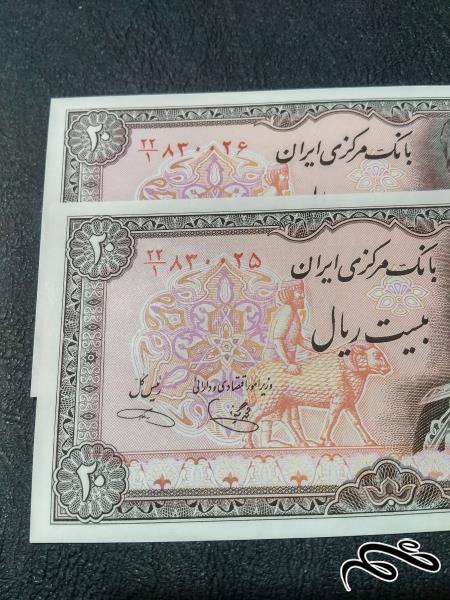 ۲۰
۲۲/۱ ۸۳۰۰۲۶
بانک مرکزی ایران
۲۰
۲۲/۱ ۸۳۰۰۲۵
بانک مرکزی ایران
بیست ریال
وزیر امور اقتصادی و دارائی
رئیس کل
۲۰